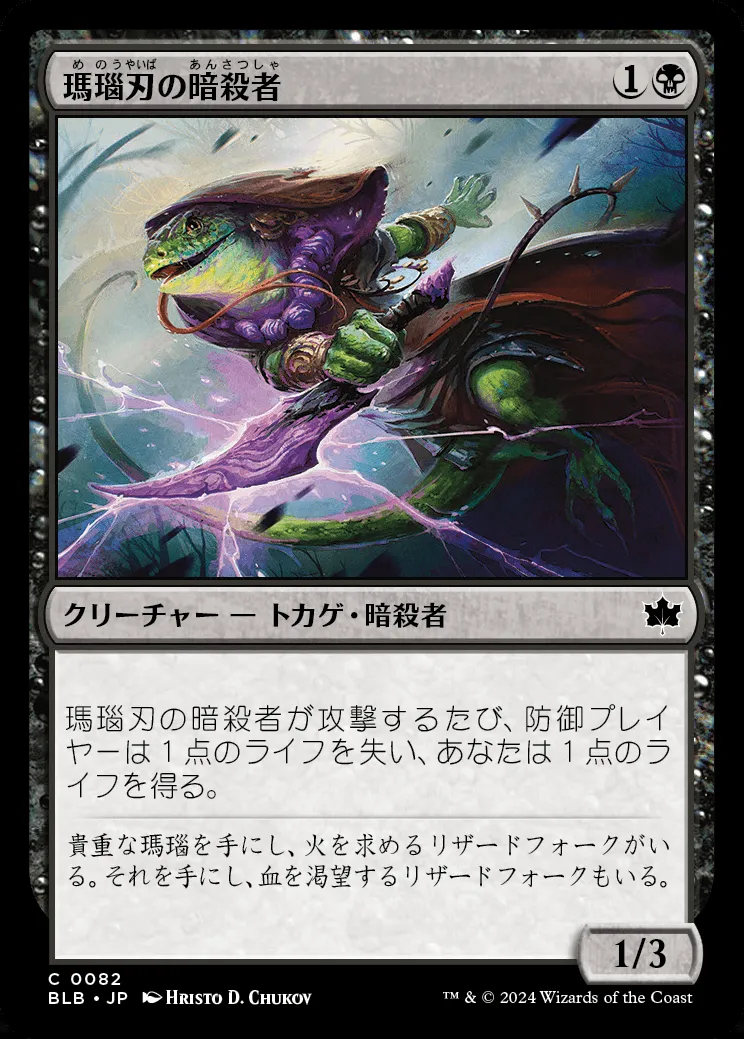 めのうやいば あんさつしゃ
瑪瑙刃の暗殺者 1
クリーチャー — トカゲ・暗殺者
瑪瑙刃の暗殺者が攻撃するたび、防御プレイ
ヤーは1点のライフを失い、あなたは1点のラ
イフを得る。
貴重な瑪瑙を手にし、火を求めるリザードフォークがい
る。それを手にし、血を渇望するリザードフォークもいる。
1/3
C 0082
BLB • JP HRISTO D. CHUKOV
™ & © 2024 Wizards of the Coast